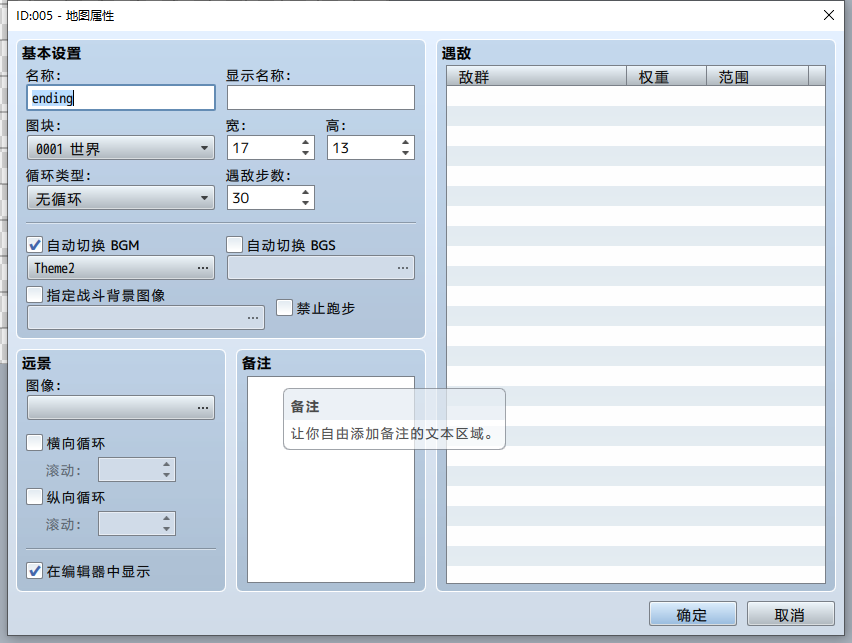 ID:005 - 地图属性
基本设置
名称:
显示名称:
ending
图块:
宽:
高:
0001 世界
17
13
循环类型:
遇敌步数:
无循环
30
自动切换 BGM
自动切换 BGS
Theme2
...
...
指定战斗背景图像
...
禁止跑步
远景
图像:
...
横向循环
滚动:
纵向循环
滚动:
在编辑器中显示
备注
备注
让你自由添加备注的文本区域。
遇敌
敌群
权重
范围
确定
取消